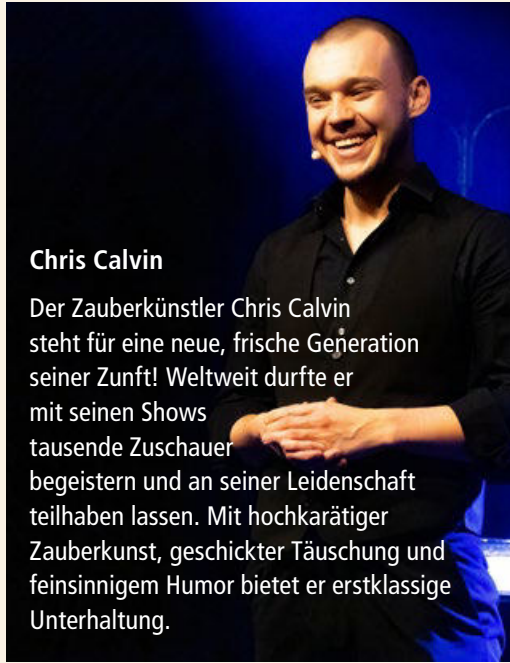 Chris Calvin
Der Zauberkünstler Chris Calvin
steht für eine neue, frische Generation
seiner Zunft! Weltweit durfte er
mit seinen Shows
tausende Zuschauer
begeistern und an seiner Leidenschaft
teilhaben lassen. Mit hochkarätiger
Zauberkunst, geschickter Täuschung und
feinsinnigem Humor bietet er erstklassige
Unterhaltung.